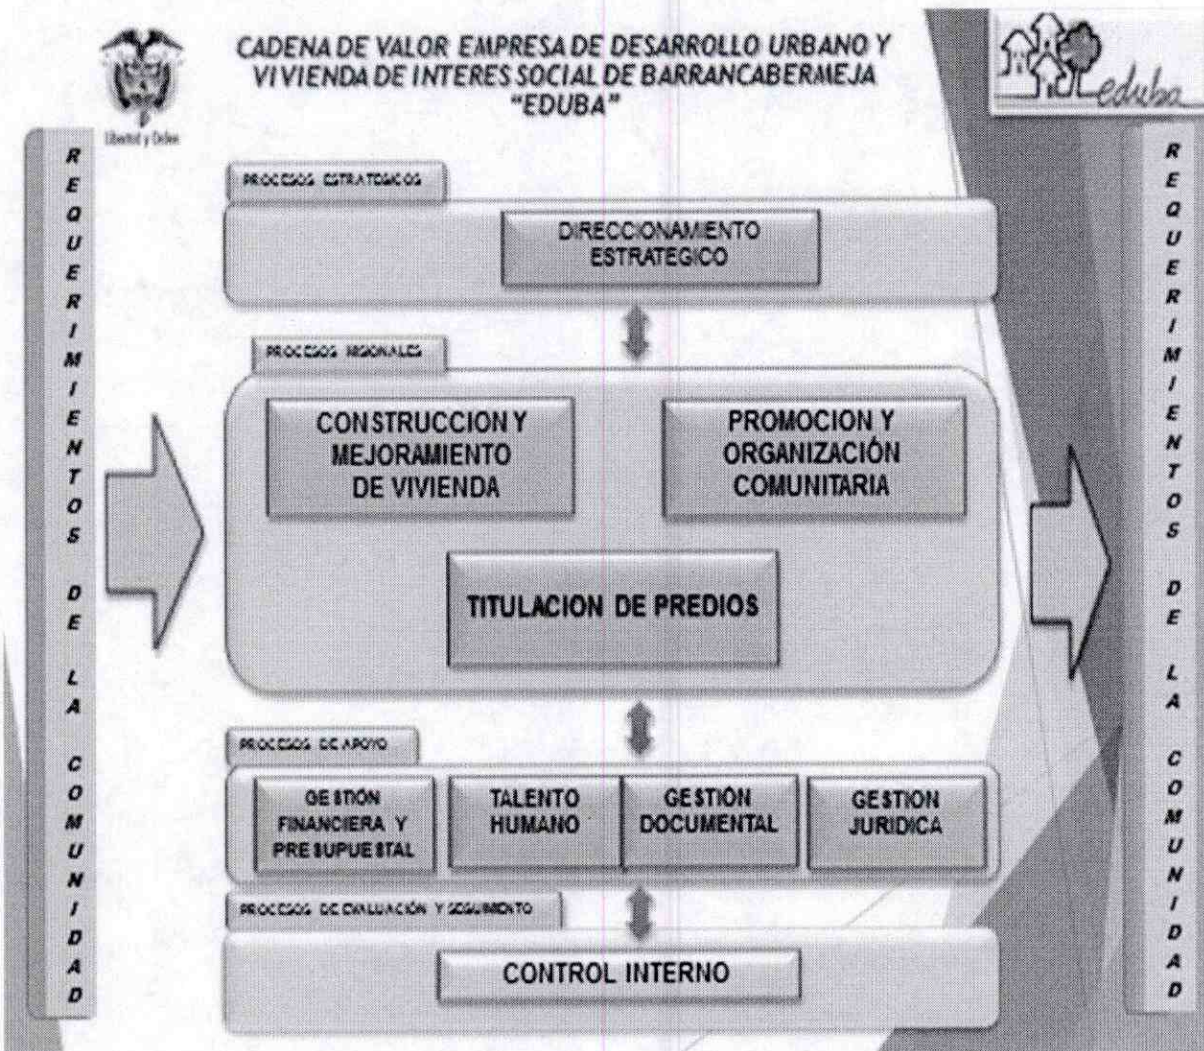 CADENA DE VALOR EMPRESA DE DESARROLLO URBANO Y
VIVIENDA DE INTERES SOCIAL DE BARRANCABERMEJA
"EDUBA"
Libertad y Orden
eduba
REQUERIMIENTOS DE LA COMUNIDAD
PROCESOS ESTRATEGICOS
DIRECCIONAMIENTO
ESTRATEGICO
PROCESOS MISIONALES
CONSTRUCCION Y
MEJORAMIENTO
DE VIVIENDA
PROMOCION Y
ORGANIZACIÓN
COMUNITARIA
TITULACION DE PREDIOS
PROCESOS DE APOYO
GESTIÓN
FINANCIERA Y
PRESUPUESTAL
TALENTO
HUMANO
GESTIÓN
DOCUMENTAL
GESTION
JURIDICA
PROCESOS DE EVALUACIÓN Y SEGUIMIENTO
CONTROL INTERNO
REQUERIMIENTOS DE LA COMUNIDAD